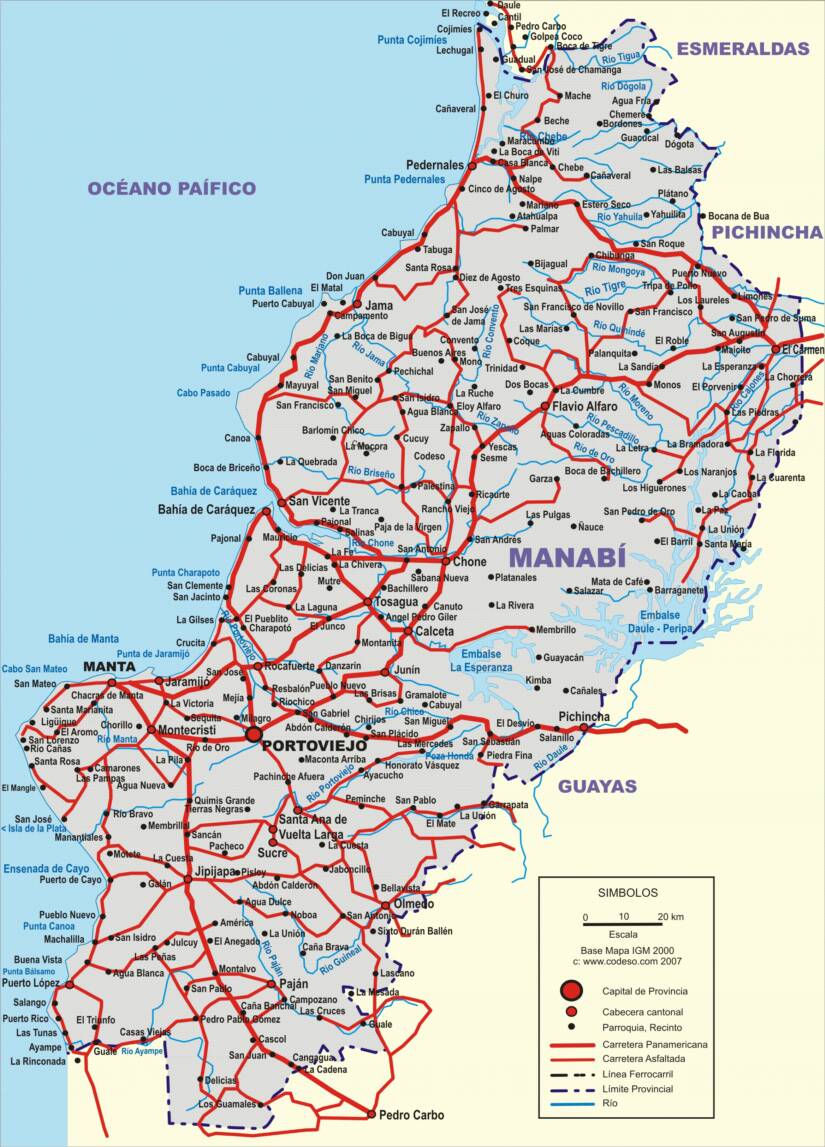 Daule
El Recreo
Cantil
Cojimíes
Pedro Carbo
Golpea Coco
Punta Cojimíes
Boca de Tigre
ESMERALDAS
Lechugal
Guadual
Río Tigua
San José de Chamanga
Río Dógola
El Churo
Mache
Agua Fria
Cañaveral
Chemere
Beche
Bordones
Río Chebe
Guacucal
Maracumbo
Dógota
La Boca de Viti
Pedernales
Casa Blanca
Chebe
Las Balsas
Punta Pedernales
Nalpe
Cañaveral
OCÉANO PAÍFICO
Cinco de Agosto
Plátano
Mariano
Estero Seco
Atahualpa
Río Yahuila
Yahuilita
Bocana de Bua
Palmar
PICHINCHA
Cabuyal
Tabuga
San Roque
Chibunga
Santa Rosa
Bijagual
Río Mongoya
Puerto Nuevo
Don Juan
Diez de Agosto
Punta Ballena
El Matal
Tres Esquinas
Río Tigre
Tripa de Pollo
Limones
Puerto Cabuyal
Jama
Los Laureles
Campamento
San José
de Jama
San Francisco de Novillo
San Francisco
San Pedro de Suma
La Boca de Bigua
Río Convento
Las Marias
Río Quinindé
San Augustin
Río Mariano
Convento
Coque
El Roble
Maicito
El Carmen
Cabuyal
Río Jama
Buenos Aires
Mono
Palanquita
Punta Cabuyal
Pechichal
Trinidad
La Sandía
La Esperanza
La Chorrera
Mayuyal
San Benito
San Miguel
La Ruche
Dos Bocas
La Cumbre
Monos
El Porvenir
Río Cajones
Cabo Pasado
San Francisco
San Isidro
Río Moreno
Agua Blanca
Eloy Alfaro
Flavio Alfaro
Las Piedras
Río Zapallo
Río Pescadillo
Barlomin Chico
Cucuy
Zapallo
Aguas Coloradas
Canoa
La Mocora
Yescas
Río de Oro
La Letra
La Bramadora
La Quebrada
Codeso
Sesme
La Florida
Boca de Briceño
Río Briseño
Boca de Bachillero
Los Naranjos
Garza
Los Higuerones
La Cuarenta
Bahía de Caráquez
Palestina
Ricaurte
La Caoba
San Vicente
Rancho Viejo
Bahía de Caráquez
La Tranca
Las Pulgas
San Pedro de Oro
La Paz
Pajonal
Paja de la Virgen
Ñauce
Pajonal
Mauricio
Salinas
La Unión
Río Chone
San Andrés
El Barril
Santa María
La Fe
San Antonio
MANABÍ
Punta Charapoto
La Chivera
Chone
Las Delicias
Sabana Nueva
San Clemente
Las Coronas
Mutre
Platanales
Mata de Café
San Jacinto
Bachillero
Salazar
Barraganete
Tosagua
La Gilses
La Laguna
Canuto
La Rivera
El Pueblito
Angel Pedro Giler
Embalse
Daule - Peripa
Río Portoviejo
Charapotó
El Junco
Calceta
Membrillo
Bahía de Manta
Crucita
Montanita
Embalse
La Esperanza
Punta de Jaramijó
Guayacán
Cabo San Mateo
MANTA
Rocafuerte
Danzarín
Junín
San José
San Mateo
Jaramijó
Kimba
Resbalón
Pueblo Nuevo
Chacras de Manta
Mejía
Las Brisas
Gramalote
Cañales
Santa Marianita
La Victoria
Riochico
Cabuyal
Ligüique
Chorrillo
Sequita
Milagro
San Gabriel
Río Chico
El Aromo
Chirijos
San Miguel
Pichincha
San Lorenzo
Río Manta
Montecristi
Abdón Calderón
San Plácido
El Desvio
Río Cañas
Río de Oro
PORTOVIEJO
Las Mercedes
San Sebastián
Salanillo
Santa Rosa
La Pila
Maconta Arriba
Poza Honda
Piedra Fina
Río Daule
Camarones
Honorato Vásquez
Las Pampas
Pachinche Afuera
Ayacucho
GUAYAS
El Mangle
Agua Nueva
Río Portoviejo
Quimis Grande
Peminche
San Pablo
Garrapata
Río Bravo
Tierras Negras
San José
La Unión
Santa Ana de
Vuelta Larga
El Mate
< Isla de la Plata
Membrillal
Sancán
Manantiales
La Cuesta
Pacheco
Sucre
Motete
La Cuesta
Ensenada de Cayo
Jipijapa
Pisloy
Jaboncillo
Puerto de Cayo
Galán
Abdón Calderon
Bellavista
Agua Dulce
Olmedo
Pueblo Nuevo
Noboa
San Antonio
Punta Canoa
América
Machalilla
San Isidro
La Unión
Sixto Durán Ballén
Julcuy
El Anegado
Buena Vista
Las Peñas
Río Paján
Caña Brava
Río Guineal
Punta Bálsamo
Agua Blanca
Montalvo
Lascano
Puerto López
San Pablo
Paján
La Mesada
Salango
Campozano
Caña Banchal
Las Cruces
Puerto Rico
El Triunfo
Pedro Pablo Gómez
Guale
Las Tunas
Casas Viejas
Ayampe
Guale
Río Ayampe
Cascol
La Rinconada
San Juan
Cangagua
La Cadena
Delicias
Los Guamales
Pedro Carbo
SIMBOLOS
0 10 20 km
Escala
Base Mapa IGM 2000
c: www.codeso.com 2007
Capital de Provincia
Cabecera cantonal
Parroquia, Recinto
Carretera Panamericana
Carretera Asfaltada
Línea Ferrocarril
Límite Provincial
Río